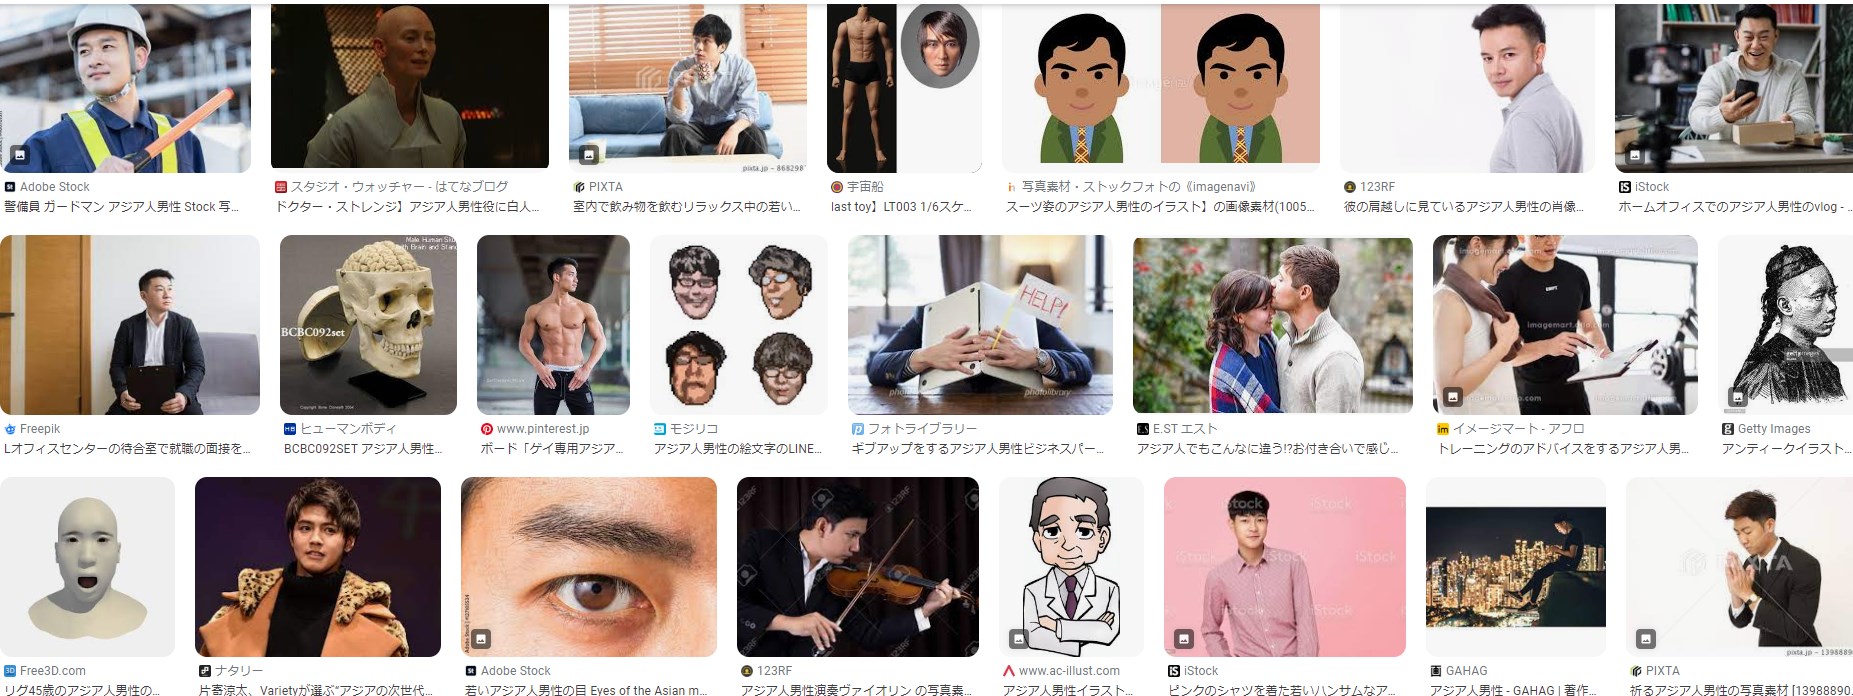 Adobe Stock
警備員 ガードマン アジア人男性 Stock 写...
スタジオ・ウォッチャー - はてなブログ
ドクター・ストレンジ】アジア人男性役に白人...
pixta.jp - 868298
PIXTA
室内で飲み物を飲むリラックス中の若い...
宇宙船
last toy】LT003 1/6スケ...
imagenavi
写真素材・ストックフォトの《imagenavi》
スーツ姿のアジア人男性のイラスト】の画像素材(1005...
123RF
彼の肩越しに見ているアジア人男性の肖像...
iStock
ホームオフィスでのアジア人男性のvlog - ...
Freepik
Lオフィスセンターの待合室で就職の面接を...
BCBC092set
ヒューマンボディ
BCBC092SET アジア人男性...
www.pinterest.jp
ボード「ゲイ専用アジア...
モジリコ
アジア人男性の絵文字のLINE...
HELP!
photolibrary
フォトライブラリー
ギブアップをするアジア人男性ビジネスパー...
E.ST エスト
アジア人でもこんなに違う!?お付き合いで感じ...
imagemart.aflo.com
イメージマート - アフロ
トレーニングのアドバイスをするアジア人男...
gettyimages
Getty Images
アンティークイラスト...
Free3D.com
リグ45歳のアジア人男性の...
ナタリー
片寄涼太、Varietyが選ぶ"アジアの次世代...
Adobe Stock
若いアジア人男性の目 Eyes of the Asian m...
123RF
123RF
アジア人男性演奏ヴァイオリン の写真素...
www.ac-illust.com
アジア人男性イラスト...
iStock
iStock
iStock
iStock
iStock
ピンクのシャツを着た若いハンサムなア...
GAHAG
アジア人男性 - GAHAG | 著作...
PIXTA
pixta.jp - 13988890
PIXTA
祈るアジア人男性の写真素材 [13988890...